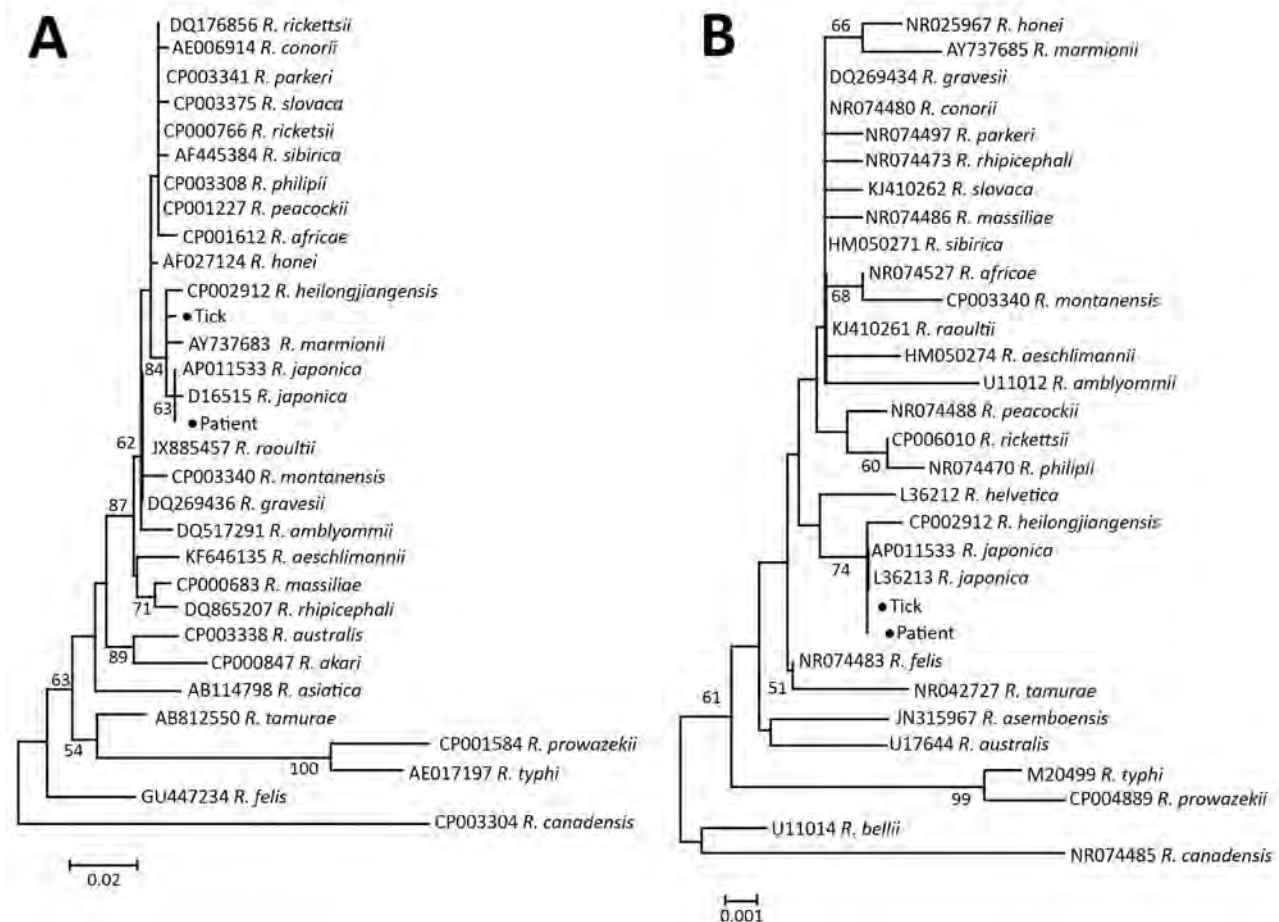 A
DQ176856 R. rickettsii
AE006914 R. conorii
CP003341 R. parkeri
CP003375 R. slovaca
CP000766 R. ricketsii
AF445384 R. sibirica
CP003308 R. philipii
CP001227 R. peacockii
CP001612 R. africae
AF027124 R. honei
CP002912 R. heilongjiangensis
●Tick
AY737683 R. marmionii
84
AP011533 R. japonica
D16515 R. japonica
63
●Patient
62
JX885457 R. raoultii
CP003340 R. montanensis
87
DQ269436 R. gravesii
DQ517291 R. amblyommii
KF646135 R. aeschlimannii
CP000683 R. massiliae
71
DQ865207 R. rhipicephali
CP003338 R. australis
89
CP000847 R. akari
63
AB114798 R. asiatica
AB812550 R. tamurae
54
CP001584 R. prowazekii
100
AE017197 R. typhi
GU447234 R. felis
CP003304 R. canadensis
0.02
B
66
NR025967 R. honei
AY737685 R. marmionii
DQ269434 R. gravesii
NR074480 R. conorii
NR074497 R. parkeri
NR074473 R. rhipicephali
KJ410262 R. slovaca
NR074486 R. massiliae
HM050271 R. sibirica
NR074527 R. africae
68
CP003340 R. montanensis
KJ410261 R. raoultii
HM050274 R. aeschlimannii
U11012 R. amblyommii
NR074488 R. peacockii
CP006010 R. rickettsii
60
NR074470 R. philipii
L36212 R. helvetica
CP002912 R. heilongjiangensis
AP011533 R. japonica
74
L36213 R. japonica
●Tick
●Patient
NR074483 R. felis
51
NR042727 R. tamurae
61
JN315967 R. asemboensis
U17644 R. australis
M20499 R. typhi
99
CP004889 R. prowazekii
U11014 R. bellii
NR074485 R. canadensis
0.001